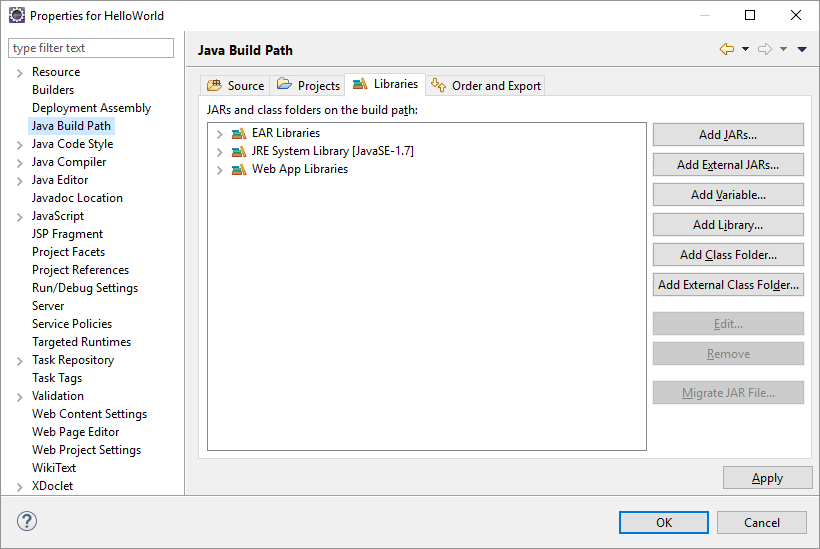 Properties for HelloWorld
type filter text
Resource
Builders
Deployment Assembly
Java Build Path
Java Code Style
Java Compiler
Java Editor
Javadoc Location
JavaScript
JSP Fragment
Project Facets
Project References
Run/Debug Settings
Server
Service Policies
Targeted Runtimes
Task Repository
Task Tags
Validation
Web Content Settings
Web Page Editor
Web Project Settings
WikiText
XDoclet
Java Build Path
Source Projects Libraries Order and Export
JARs and class folders on the build path:
EAR Libraries
JRE System Library [JavaSE-1.7]
Web App Libraries
Add JARs...
Add External JARs...
Add Variable...
Add Library...
Add Class Folder...
Add External Class Folder...
Edit...
Remove
Migrate JAR File...
Apply
?
OK Cancel